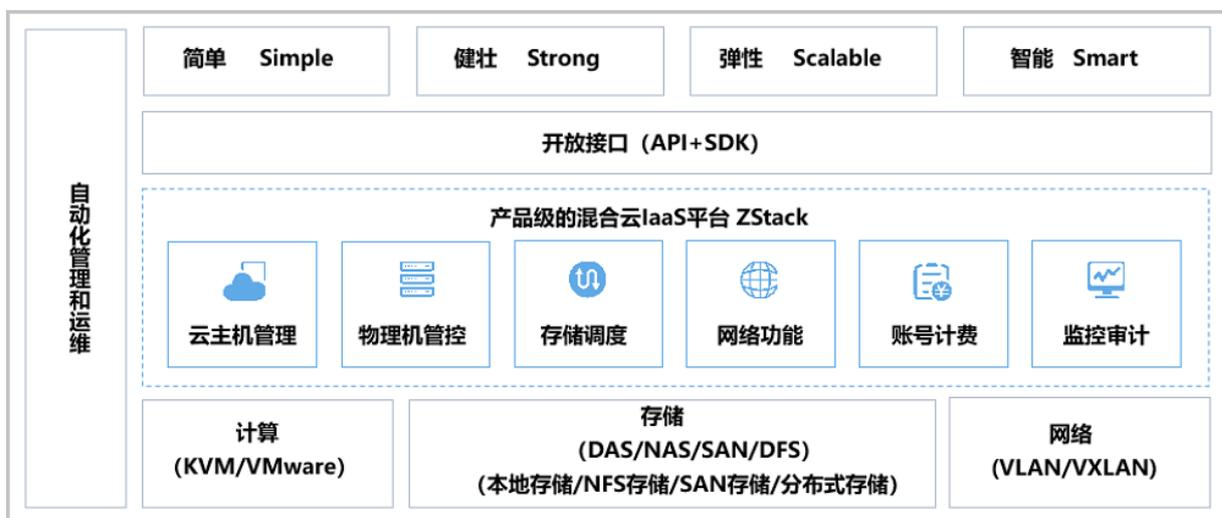 自动化管理和运维
简单 Simple
健壮 Strong
弹性 Scalable
智能 Smart
开放接口（API+SDK）
产品级的混合云IaaS平台 ZStack
云主机管理
物理机管控
存储调度
网络功能
账号计费
监控审计
计算
（KVM/VMware）
存储
（DAS/NAS/SAN/DFS）
（本地存储/NFS存储/SAN存储/分布式存储）
网络
（VLAN/VXLAN)